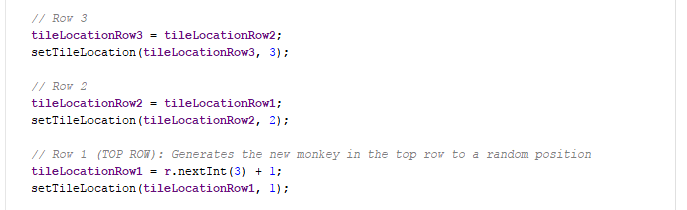 // Row 3
tileLocationRow3 = tileLocationRow2;
setTileLocation(tileLocationRow3, 3);
// Row 2
tileLocationRow2 = tileLocationRow1;
setTileLocation(tileLocationRow2, 2);
// Row 1 (TOP ROW): Generates the new monkey in the top row to a random position
tileLocationRow1 = r.nextInt(3) + 1;
setTileLocation(tileLocationRow1, 1);